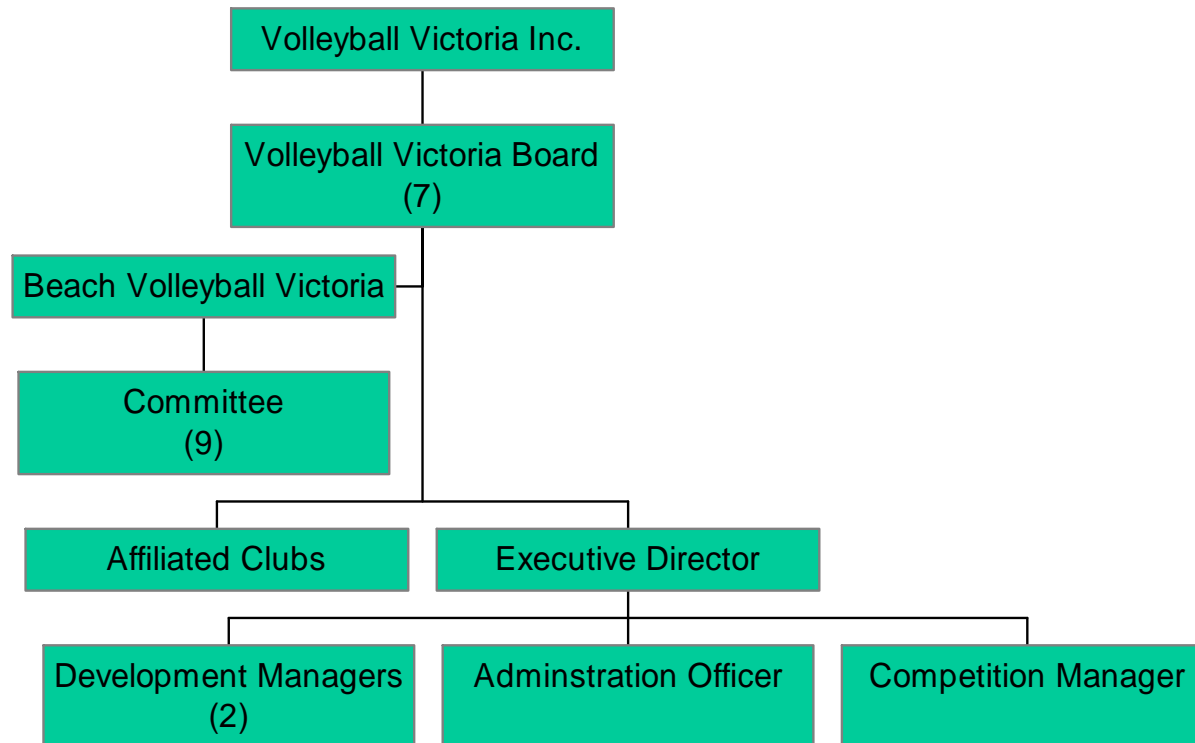 Volleyball Victoria Inc.
Volleyball Victoria Board
(7)
Beach Volleyball Victoria
Committee
(9)
Affiliated Clubs
Executive Director
Development Managers
(2)
Adminstration Officer
Competition Manager